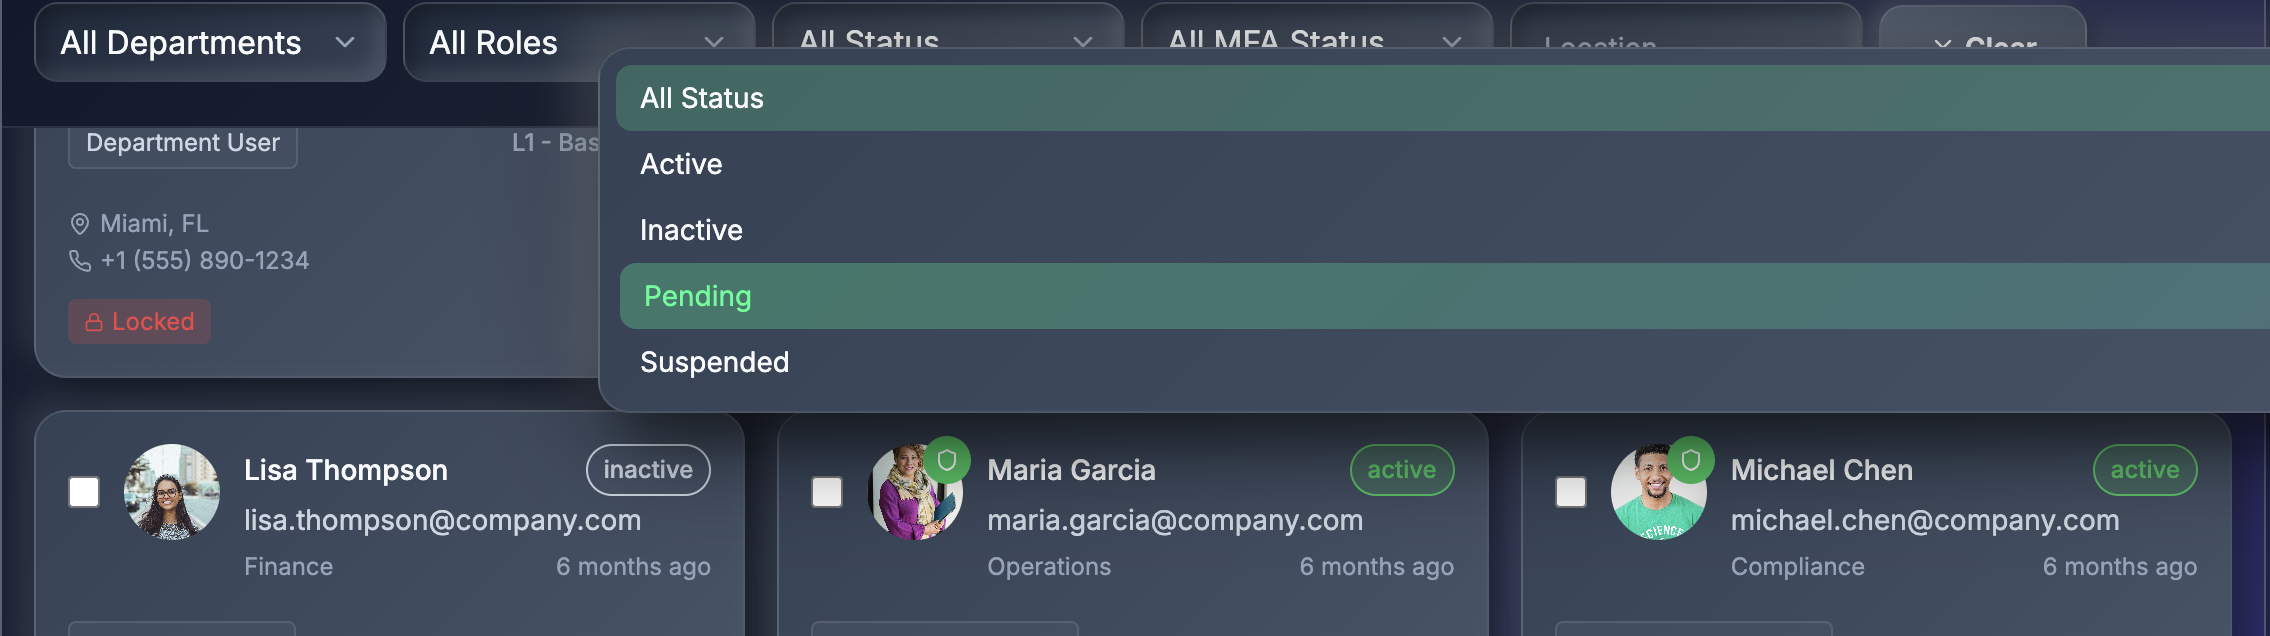 All Departments
All Roles
All Status
All MFA Status
Location
Clear
All Status
Active
Inactive
Pending
Suspended
Department User
L1 - Bas
Miami, FL
+1 (555) 890-1234
Locked
Lisa Thompson
inactive
lisa.thompson@company.com
Finance
6 months ago
Maria Garcia
active
maria.garcia@company.com
Operations
6 months ago
Michael Chen
active
michael.chen@company.com
Compliance
6 months ago